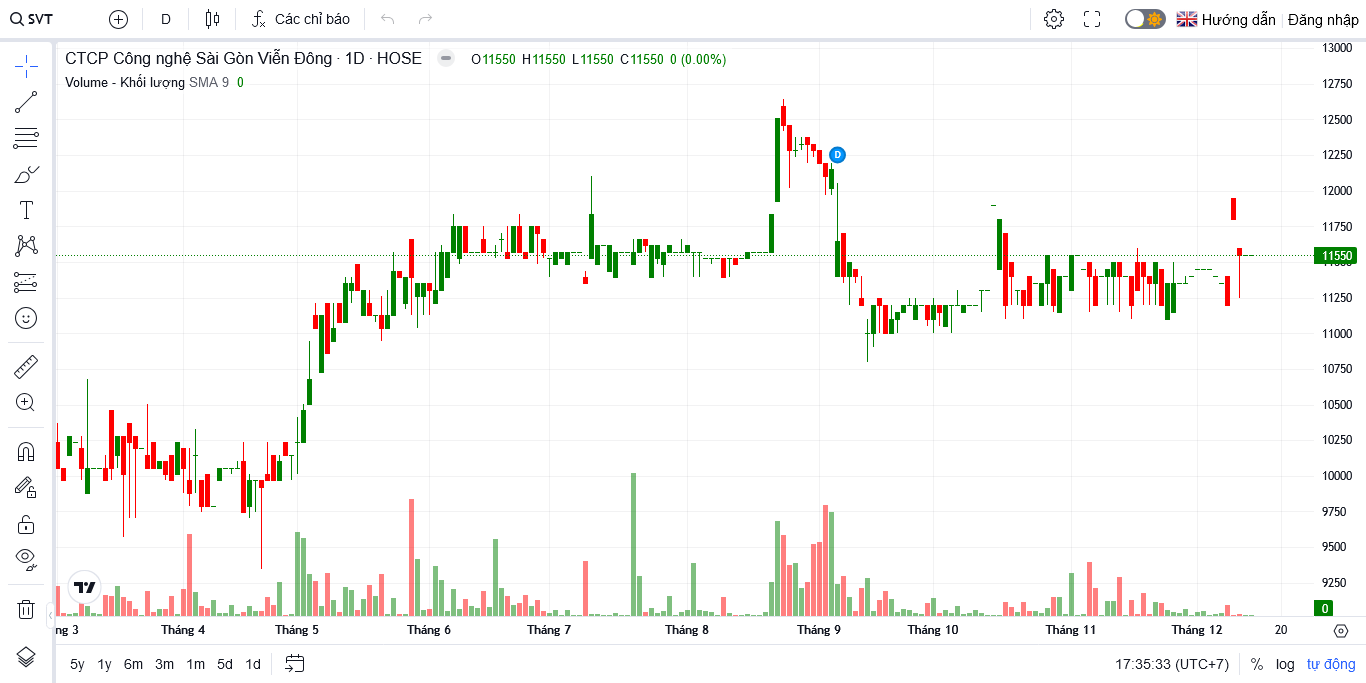 SVT D Các chỉ báo Hướng dẫn Đăng nhập
CTCP Công nghệ Sài Gòn Viễn Đông · 1D · HOSE O11550 H11550 L11550 C11550 0 (0.00%)
Volume - Khối lượng SMA 9 0
13000
12750
12500
12250
D
12000
11750
11550
11250
11000
10750
10500
10250
10000
9750
9500
9250
0
ng 3 Tháng 4 Tháng 5 Tháng 6 Tháng 7 Tháng 8 Tháng 9 Tháng 10 Tháng 11 Tháng 12 20
5y 1y 6m 3m 1m 5d 1d 17:35:33 (UTC+7) % log tự động